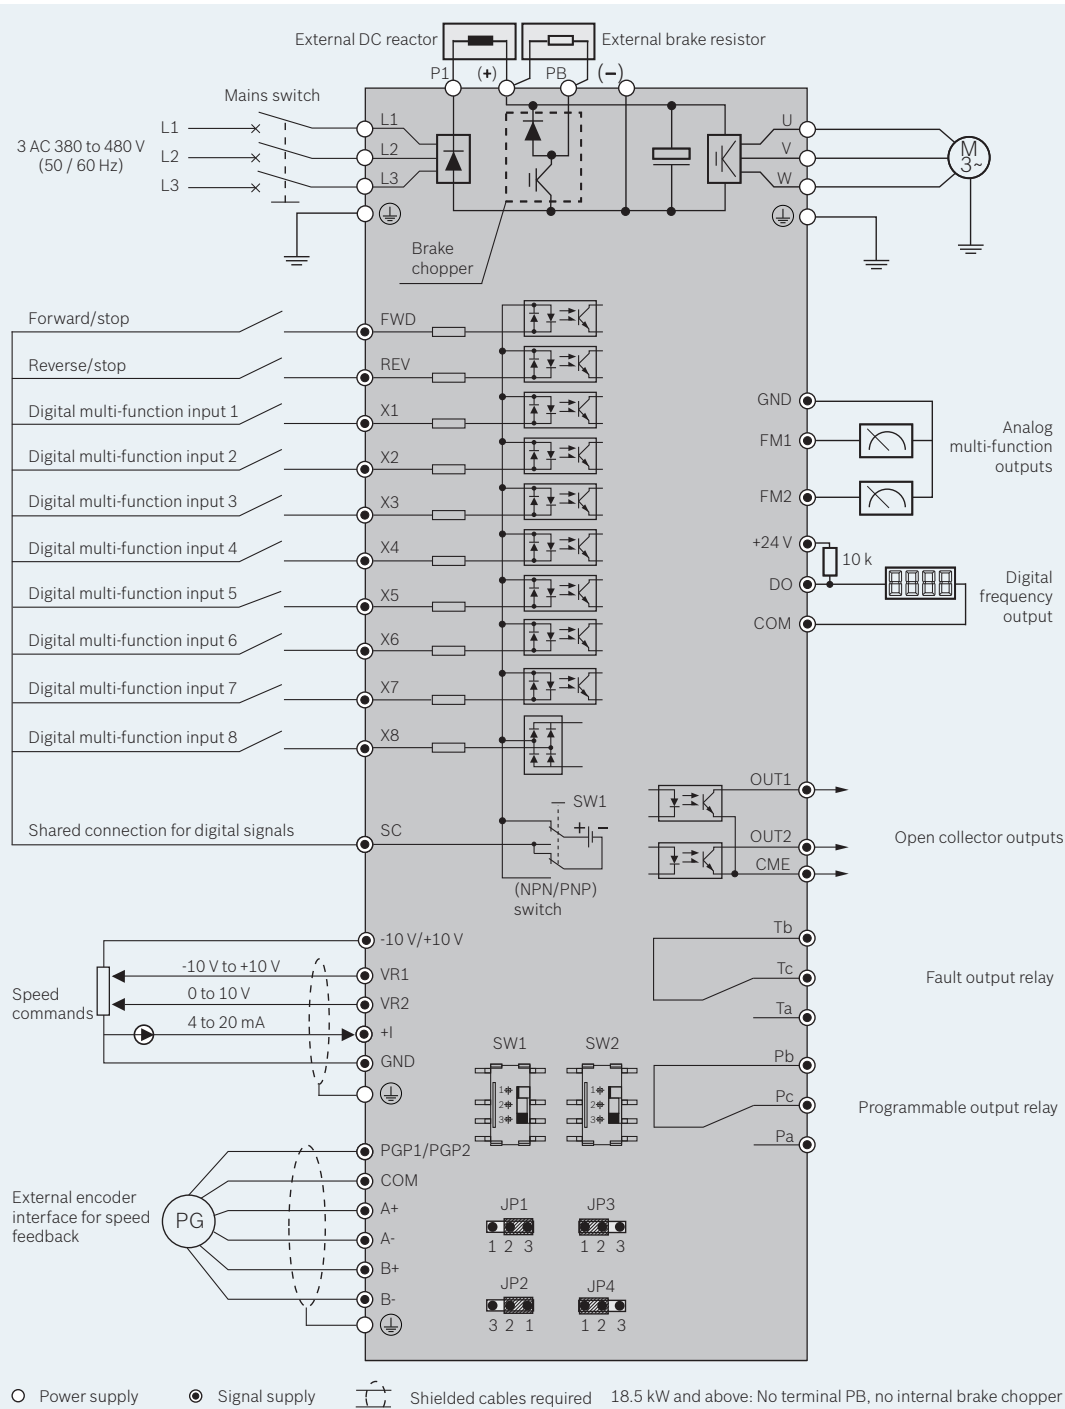 External DC reactor
External brake resistor
P1
(+)
PB
(−)
Mains switch
L1
L2
L3
3 AC 380 to 480 V
(50 / 60 Hz)
L1
L2
L3
U
V
W
M
3~
Brake
chopper
Forward/stop
FWD
Reverse/stop
REV
Digital multi-function input 1
X1
Digital multi-function input 2
X2
Digital multi-function input 3
X3
Digital multi-function input 4
X4
Digital multi-function input 5
X5
Digital multi-function input 6
X6
Digital multi-function input 7
X7
Digital multi-function input 8
X8
Shared connection for digital signals
SC
SW1
+ −
(NPN/PNP)
switch
GND
FM1
FM2
Analog
multi-function
outputs
+24 V
10 k
DO
COM
Digital
frequency
output
OUT1
OUT2
CME
Open collector outputs
-10 V/+10 V
-10 V to +10 V
VR1
0 to 10 V
VR2
4 to 20 mA
+I
GND
Speed
commands
Tb
Tc
Ta
Fault output relay
Pb
Pc
Pa
Programmable output relay
SW1
1
2
3
SW2
1
2
3
PGP1/PGP2
COM
A+
A-
B+
B-
External encoder
interface for speed
feedback
PG
JP1
1 2 3
JP3
1 2 3
JP2
3 2 1
JP4
1 2 3
Power supply
Signal supply
Shielded cables required
18.5 kW and above: No terminal PB, no internal brake chopper